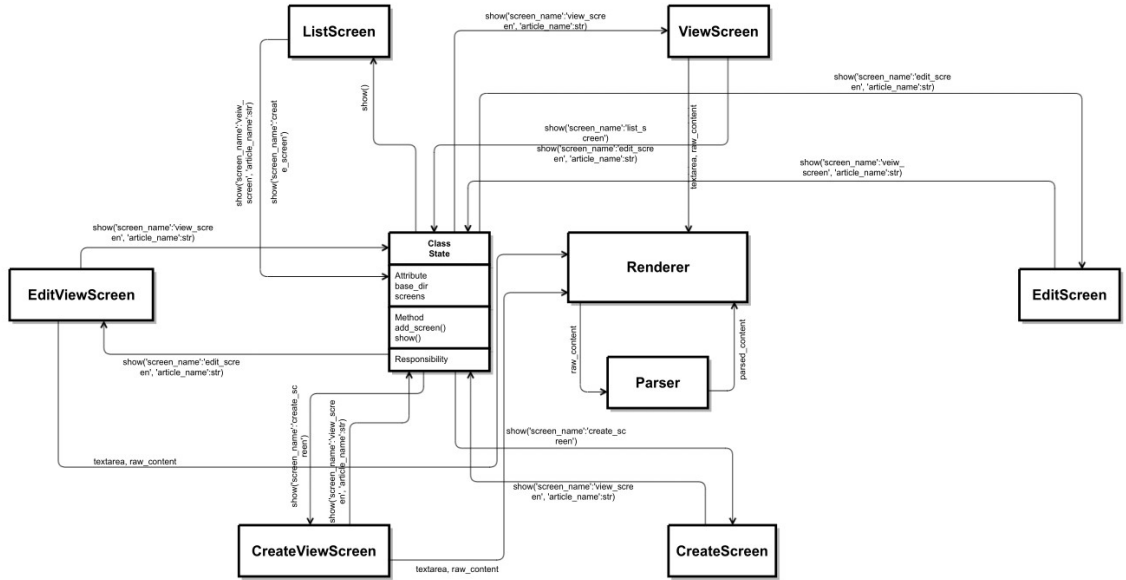 ListScreen
show('screen_name':'view_scre
en', 'article_name':str)
ViewScreen
show('screen_name':'veiw_
screen', 'article_name':str)
show('screen_name':'creat
e_screen')
show()
textarea, raw_content
show('screen_name':'edit_scre
en', 'article_name':str)
show('screen_name':'list_s
creen')
show('screen_name':'edit_scre
en', 'article_name':str)
show('screen_name':'veiw_
screen', 'article_name':str)
show('screen_name':'view_scre
en', 'article_name':str)
Class
State
Attribute
base_dir
screens
Method
add_screen()
show()
Responsibility
Renderer
EditViewScreen
EditScreen
show('screen_name':'edit_scre
en', 'article_name':str)
raw_content
Parser
parsed_content
show('screen_name':'create_sc
reen')
show('screen_name':'view_scre
en', 'article_name':str)
show('screen_name':'create_sc
reen')
textarea, raw_content
show('screen_name':'view_scre
en', 'article_name':str)
CreateViewScreen
textarea, raw_content
CreateScreen